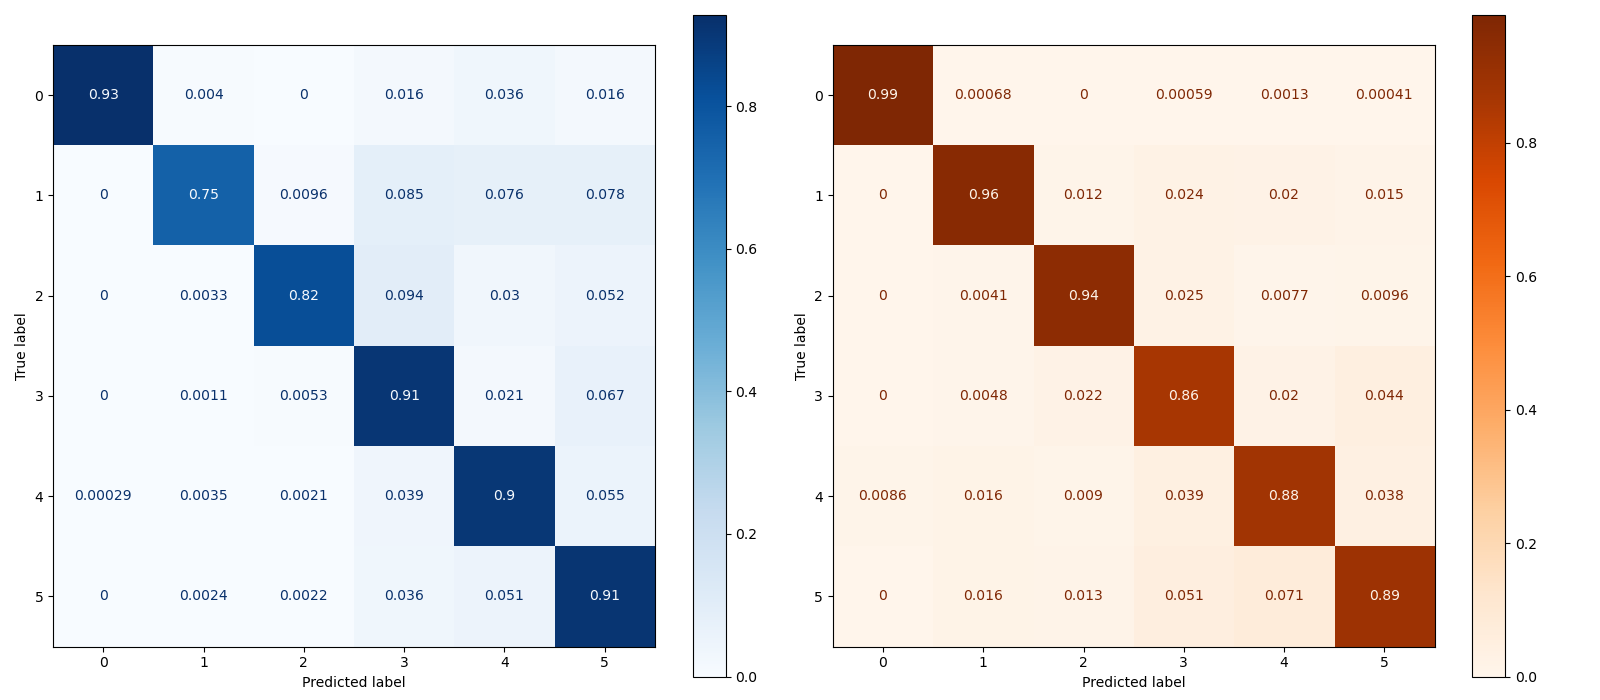 0 0.93 0.004 0 0.016 0.036 0.016
1 0 0.75 0.0096 0.085 0.076 0.078
2 0 0.0033 0.82 0.094 0.03 0.052
3 0 0.0011 0.0053 0.91 0.021 0.067
4 0.00029 0.0035 0.0021 0.039 0.9 0.055
5 0 0.0024 0.0022 0.036 0.051 0.91
0 1 2 3 4 5
True label
Predicted label
0.8
0.6
0.4
0.2
0.0
0 0.99 0.00068 0 0.00059 0.0013 0.00041
1 0 0.96 0.012 0.024 0.02 0.015
2 0 0.0041 0.94 0.025 0.0077 0.0096
3 0 0.0048 0.022 0.86 0.02 0.044
4 0.0086 0.016 0.009 0.039 0.88 0.038
5 0 0.016 0.013 0.051 0.071 0.89
0 1 2 3 4 5
True label
Predicted label
0.8
0.6
0.4
0.2
0.0